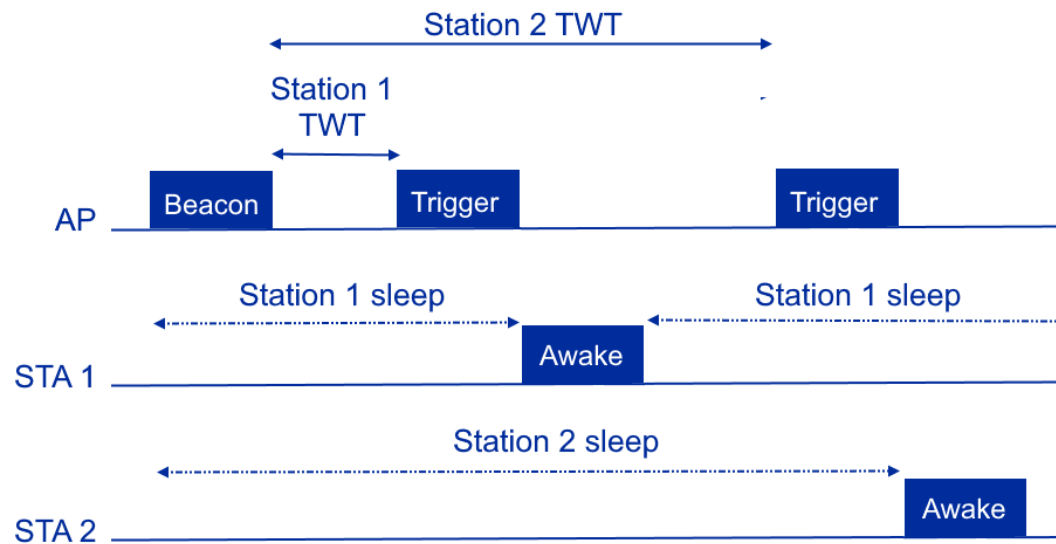 Station 2 TWT
Station 1
TWT
AP
Beacon
Trigger
Trigger
Station 1 sleep
Station 1 sleep
STA 1
Awake
Station 2 sleep
STA 2
Awake